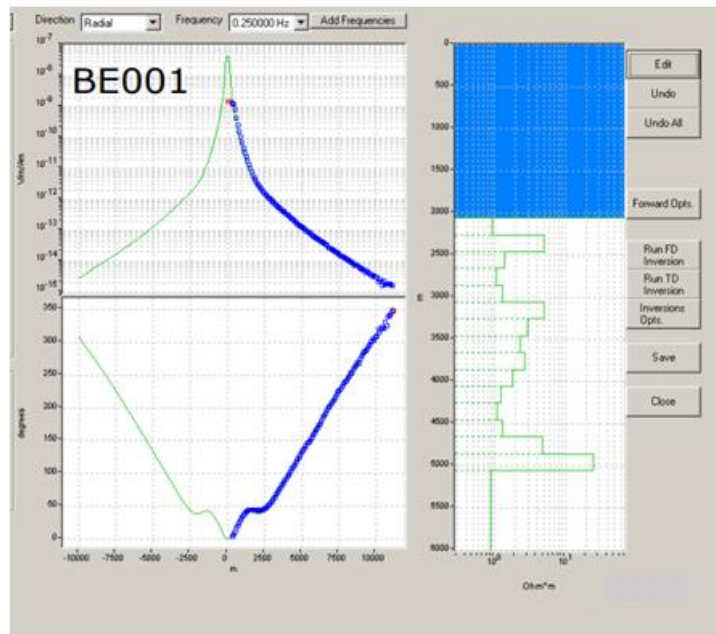 Direction Radial Frequency 0.250000 Hz Add Frequencies
BE001
10-7
10-8
10-9
10-10
10-11
10-12
10-13
10-14
10-15
V/m/Am
350
300
250
200
150
100
50
0
degrees
-10000 -7500 -5000 -2500 0 2500 5000 7500 10000
m
0
500
1000
1500
2000
2500
3000
3500
4000
4500
5000
6000
m
10^0 10^1
Ohm*m
Edit
Undo
Undo All
Forward Opts.
Run FD
Inversion
Run TD
Inversion
Inversions
Opts.
Save
Close